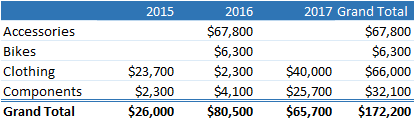 2015 2016 2017 Grand Total
Accessories $67,800 $67,800
Bikes $6,300 $6,300
Clothing $23,700 $2,300 $40,000 $66,000
Components $2,300 $4,100 $25,700 $32,100
Grand Total $26,000 $80,500 $65,700 $172,200